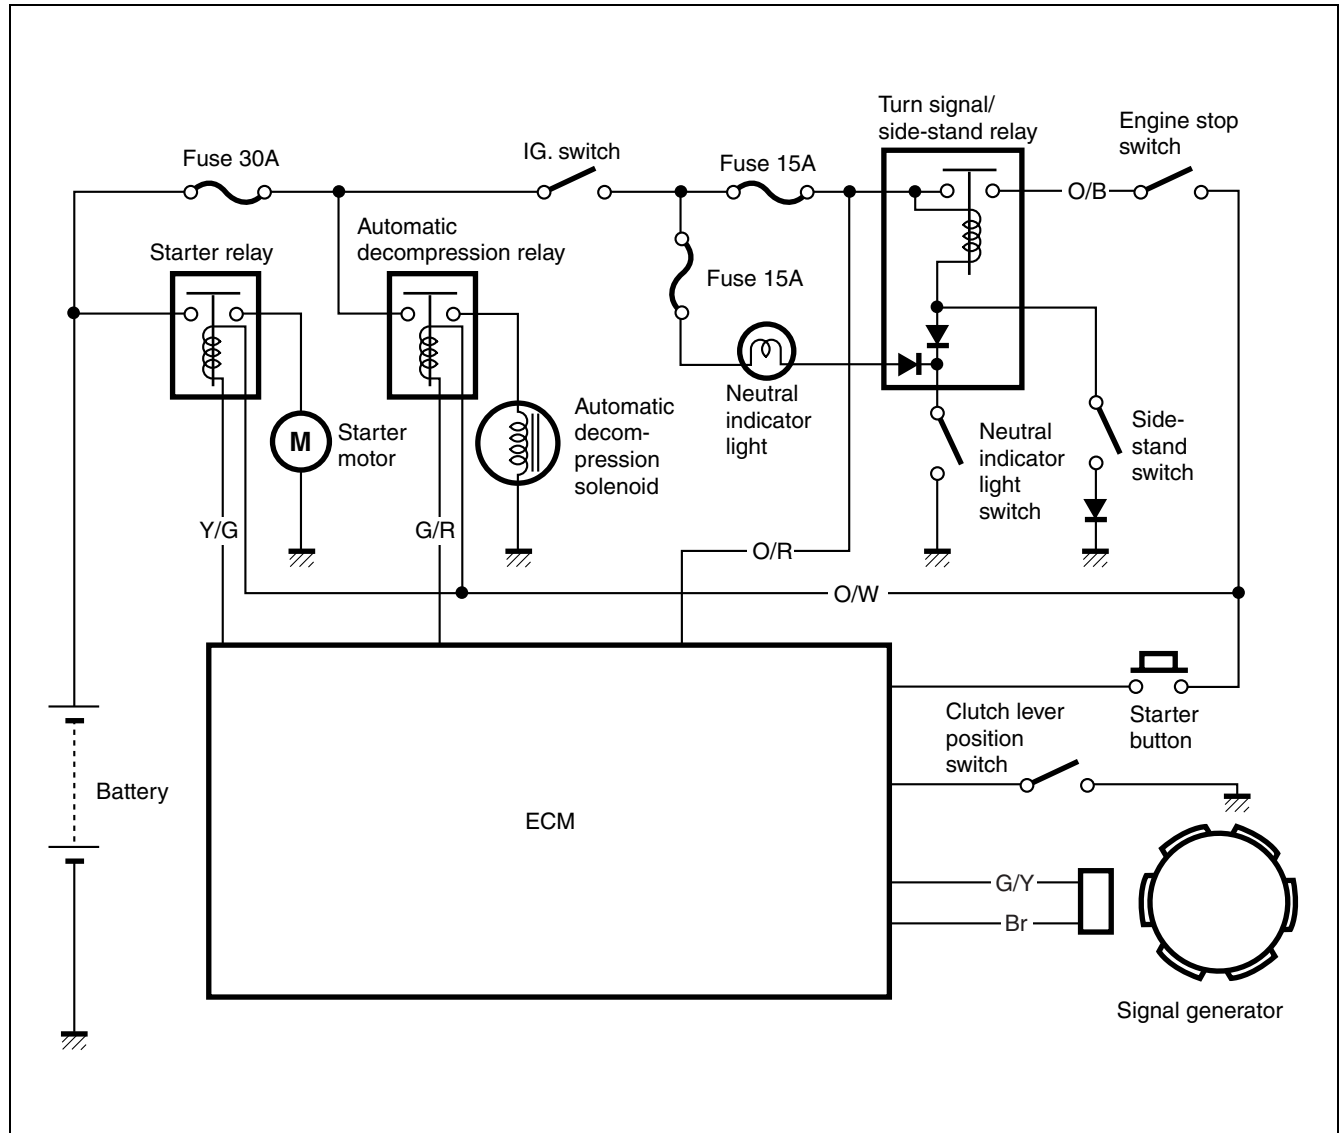 Turn signal/
side-stand relay
Engine stop
switch
Fuse 30A
IG. switch
Fuse 15A
O/B
Starter relay
Automatic
decompression relay
Fuse 15A
Neutral
indicator
light
Starter
motor
M
Automatic
decom-
pression
solenoid
Neutral
indicator
light
switch
Side-
stand
switch
Y/G
G/R
O/R
O/W
Clutch lever
position
switch
Starter
button
Battery
ECM
G/Y
Br
Signal generator